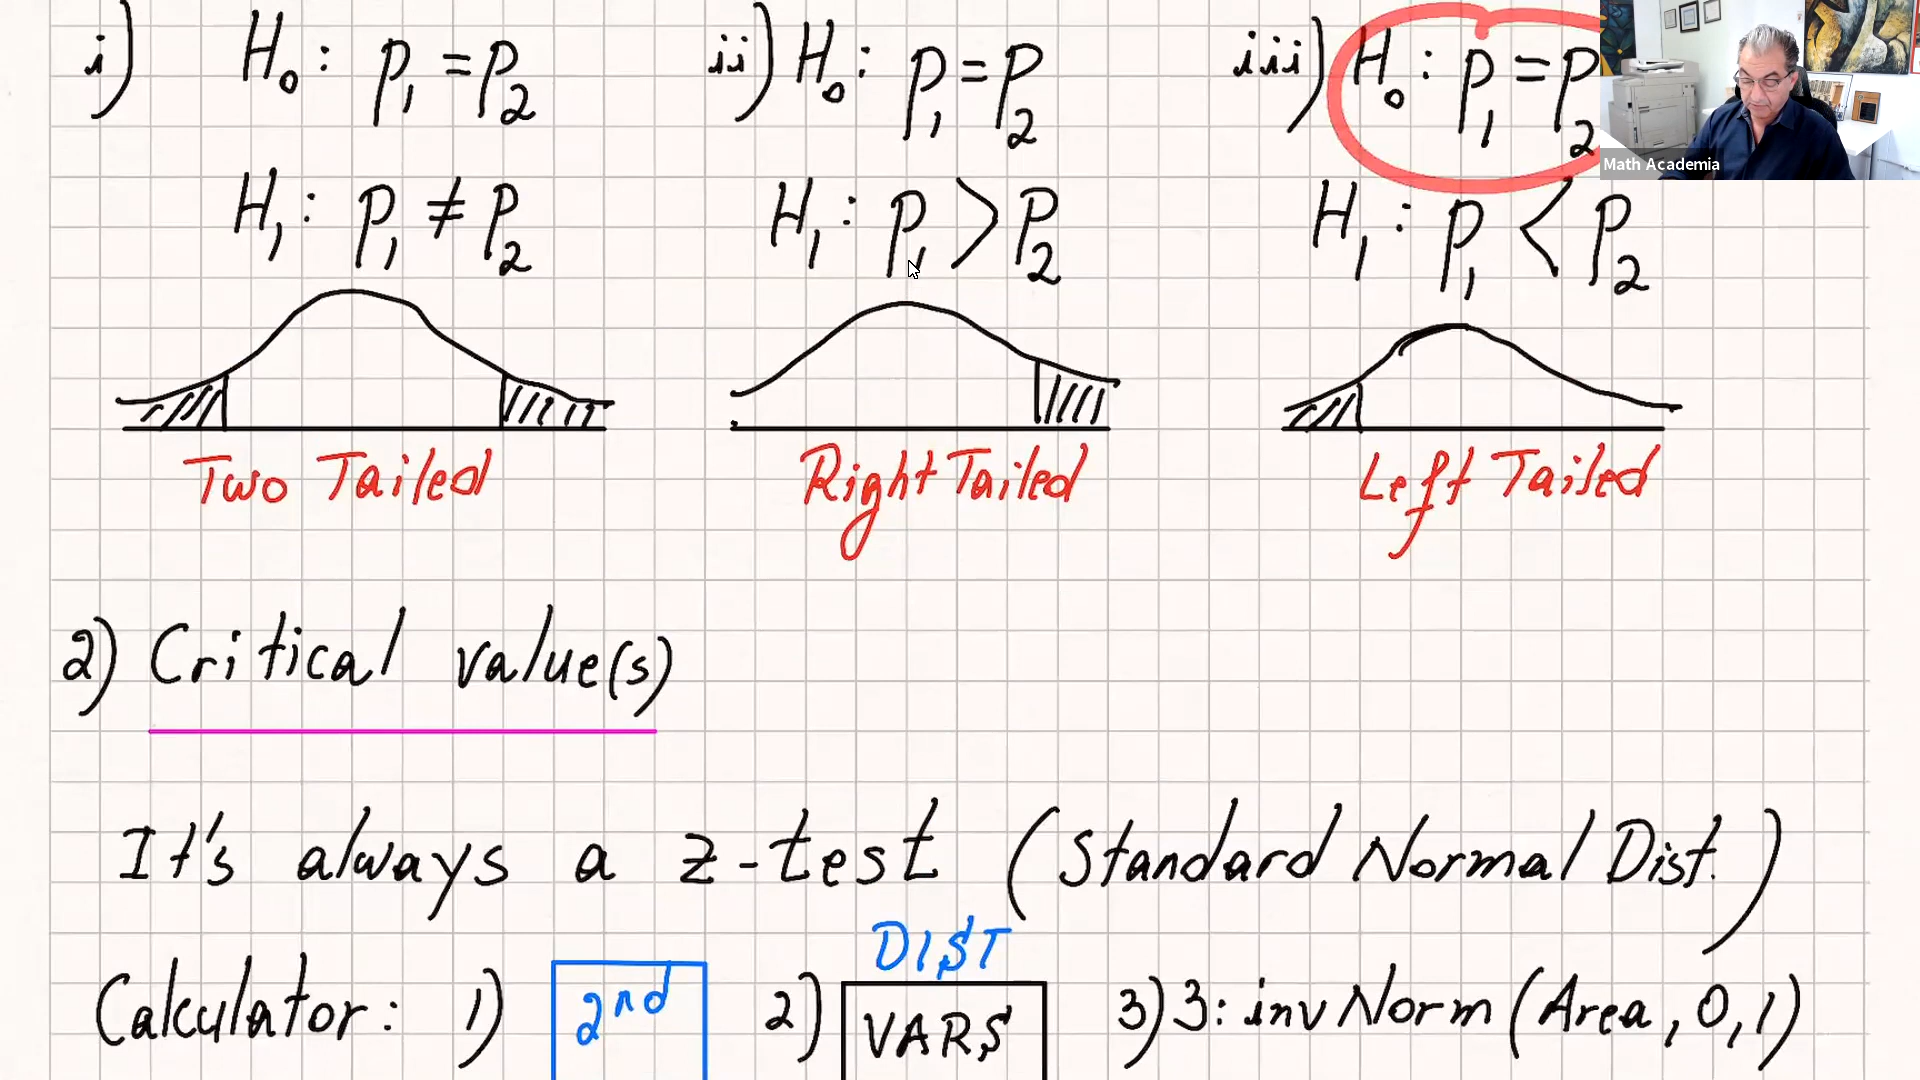 i) H₀: p₁ = p₂ ii) H₀: p₁ = p₂ iii) H₀: p₁ = p₂
Math Academia
H₁: p₁ ≠ p₂ H₁: p₁ > p₂ H₁: p₁ < p₂
Two Tailed Right Tailed Left Tailed
2) Critical value(s)
It's always a z-test (Standard Normal Dist.)
DIST
Calculator: 1) 2nd 2) VARS 3) 3: invNorm(Area, 0, 1)